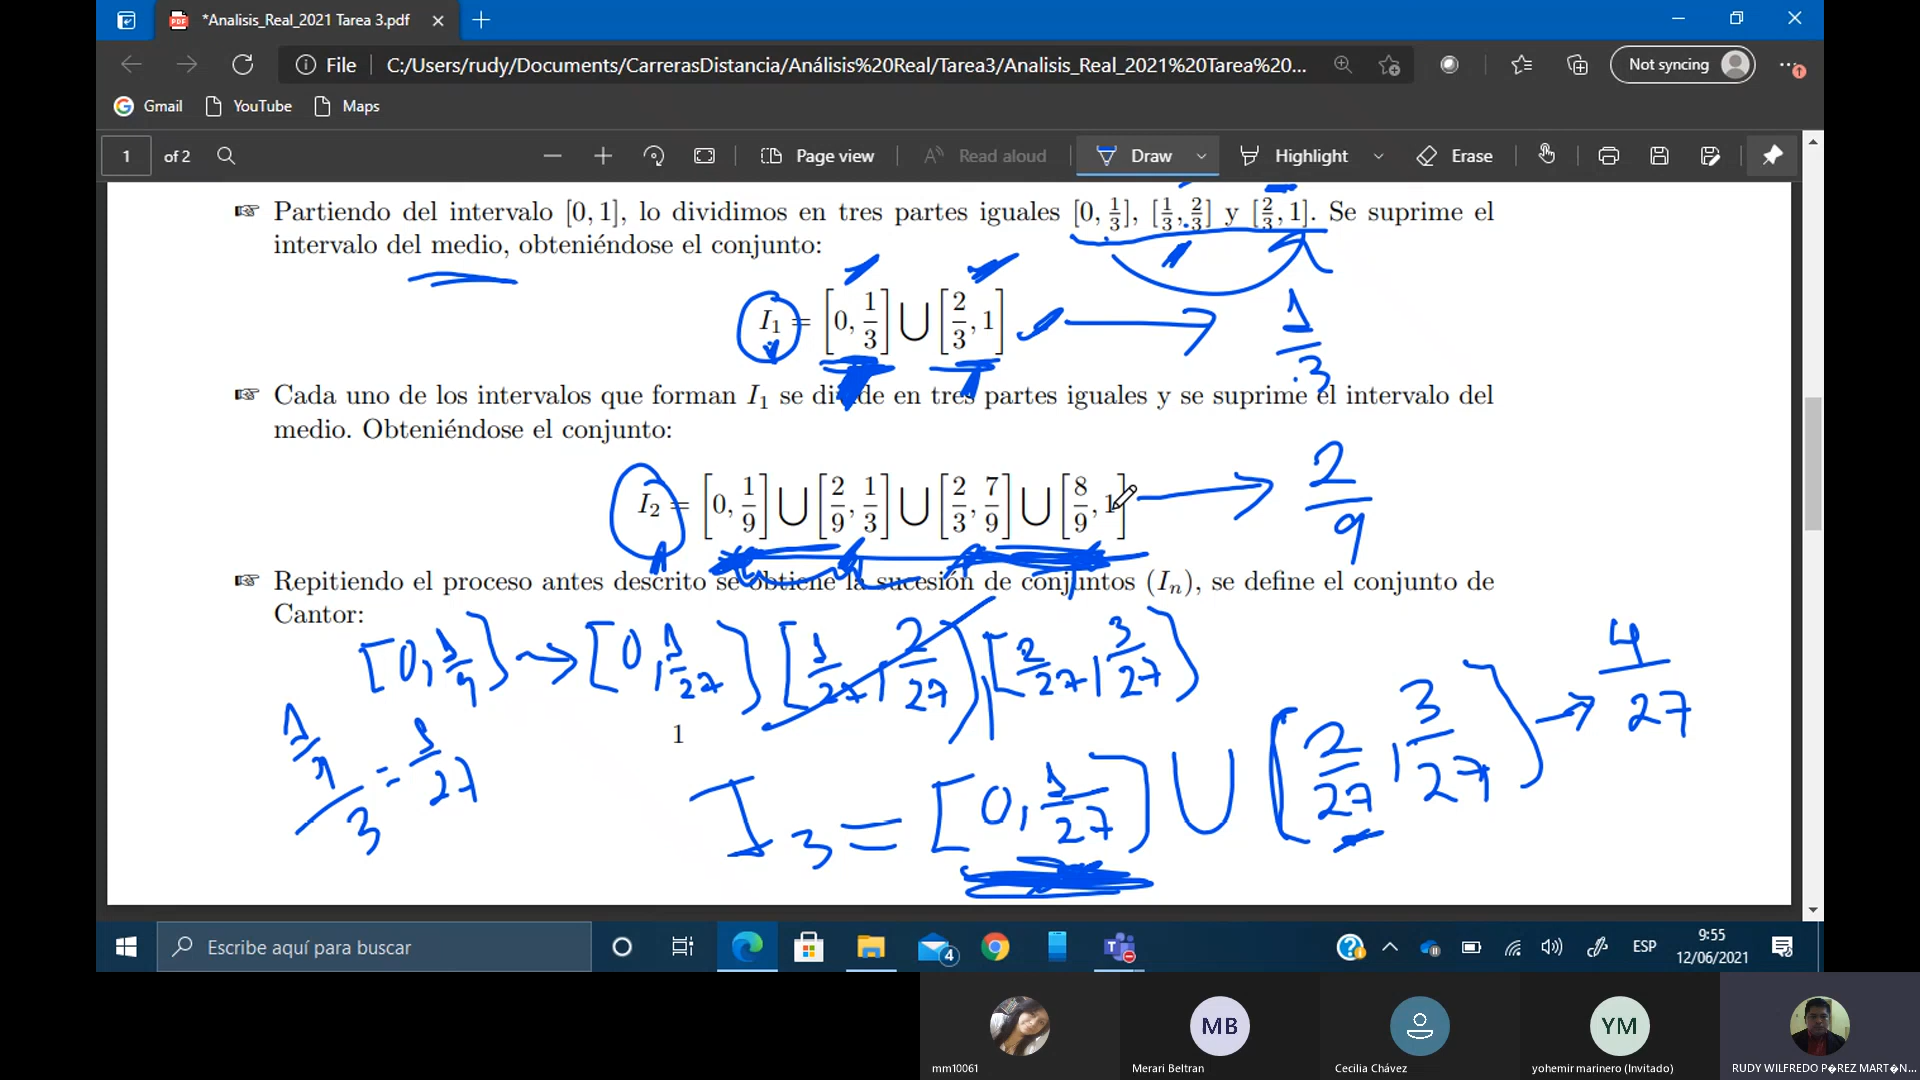 *Analisis_Real_2021 Tarea 3.pdf
File | C:/Users/rudy/Documents/CarrerasDistancia/Análisis%20Real/Tarea3/Analisis_Real_2021%20Tarea%20...
Not syncing
Gmail YouTube Maps
1 of 2 Page view Read aloud Draw Highlight Erase
☞ Partiendo del intervalo [0, 1], lo dividimos en tres partes iguales [0, 1/3], [1/3, 2/3] y [2/3, 1]. Se suprime el
intervalo del medio, obteniéndose el conjunto:
I₁ = [0, 1/3] ⋃ [2/3, 1] → 1/3
☞ Cada uno de los intervalos que forman I₁ se divide en tres partes iguales y se suprime el intervalo del
medio. Obteniéndose el conjunto:
I₂ = [0, 1/9] ⋃ [2/9, 1/3] ⋃ [2/3, 7/9] ⋃ [8/9, 1] → 2/9
☞ Repitiendo el proceso antes descrito se obtiene la sucesión de conjuntos (Iₙ), se define el conjunto de
Cantor:
[0, 1/9] → [0, 1/27] [1/27, 2/27], [2/27, 3/27]
1/9/3 = 1/27
1
I₃ = [0, 1/27] ∪ [2/27, 3/27] → 4/27
Escribe aquí para buscar
4
ESP
9:55
12/06/2021
MB YM
mm10061 Merari Beltran Cecilia Chávez yohemir marinero (Invitado) RUDY WILFREDO P�REZ MART�N...